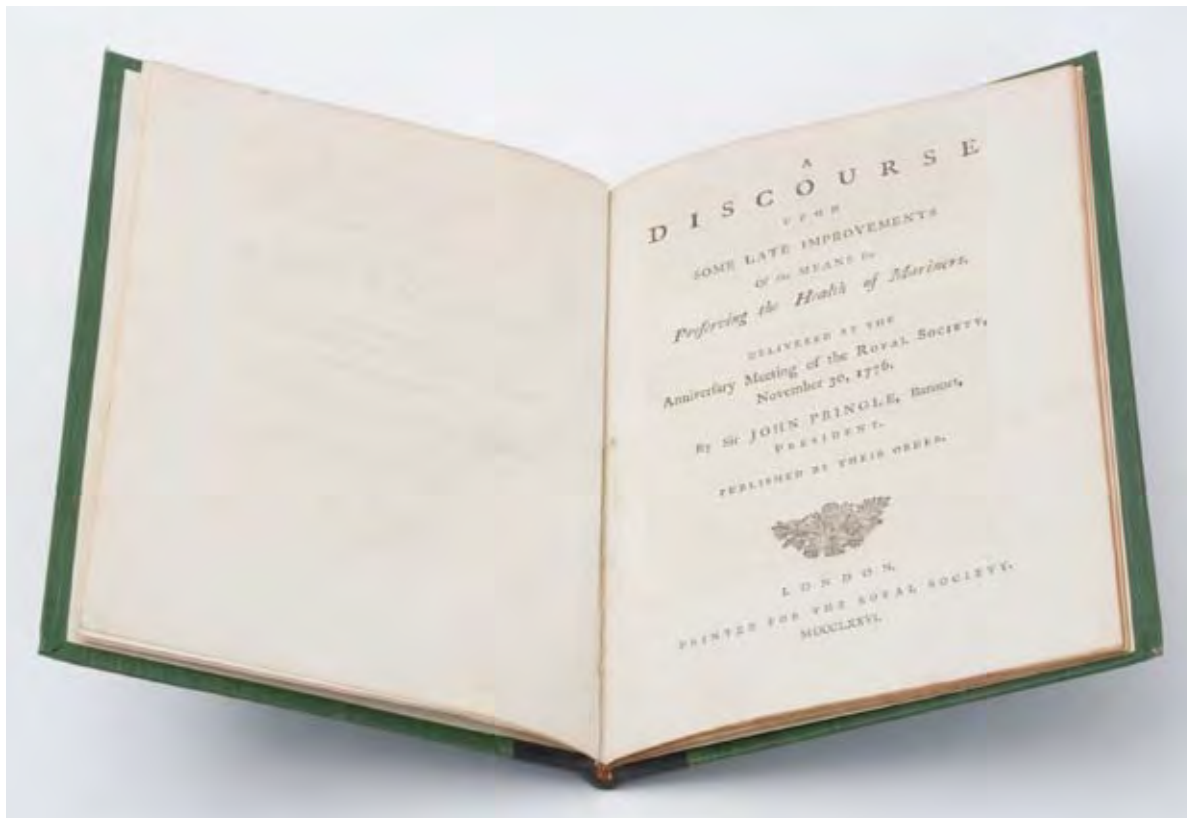 A
DISCOURSE
UPON
SOME LATE IMPROVEMENTS
Of the MEANS for
Preſerving the Health of Mariners.
DELIVERED AT THE
Anniverſary Meeting of the ROYAL SOCIETY,
November 30, 1776.
By Sir JOHN PRINGLE, Baronet,
PRESIDENT.
PUBLISHED BY THEIR ORDER.
LONDON,
PRINTED FOR THE ROYAL SOCIETY.
MDCCLXXVI.